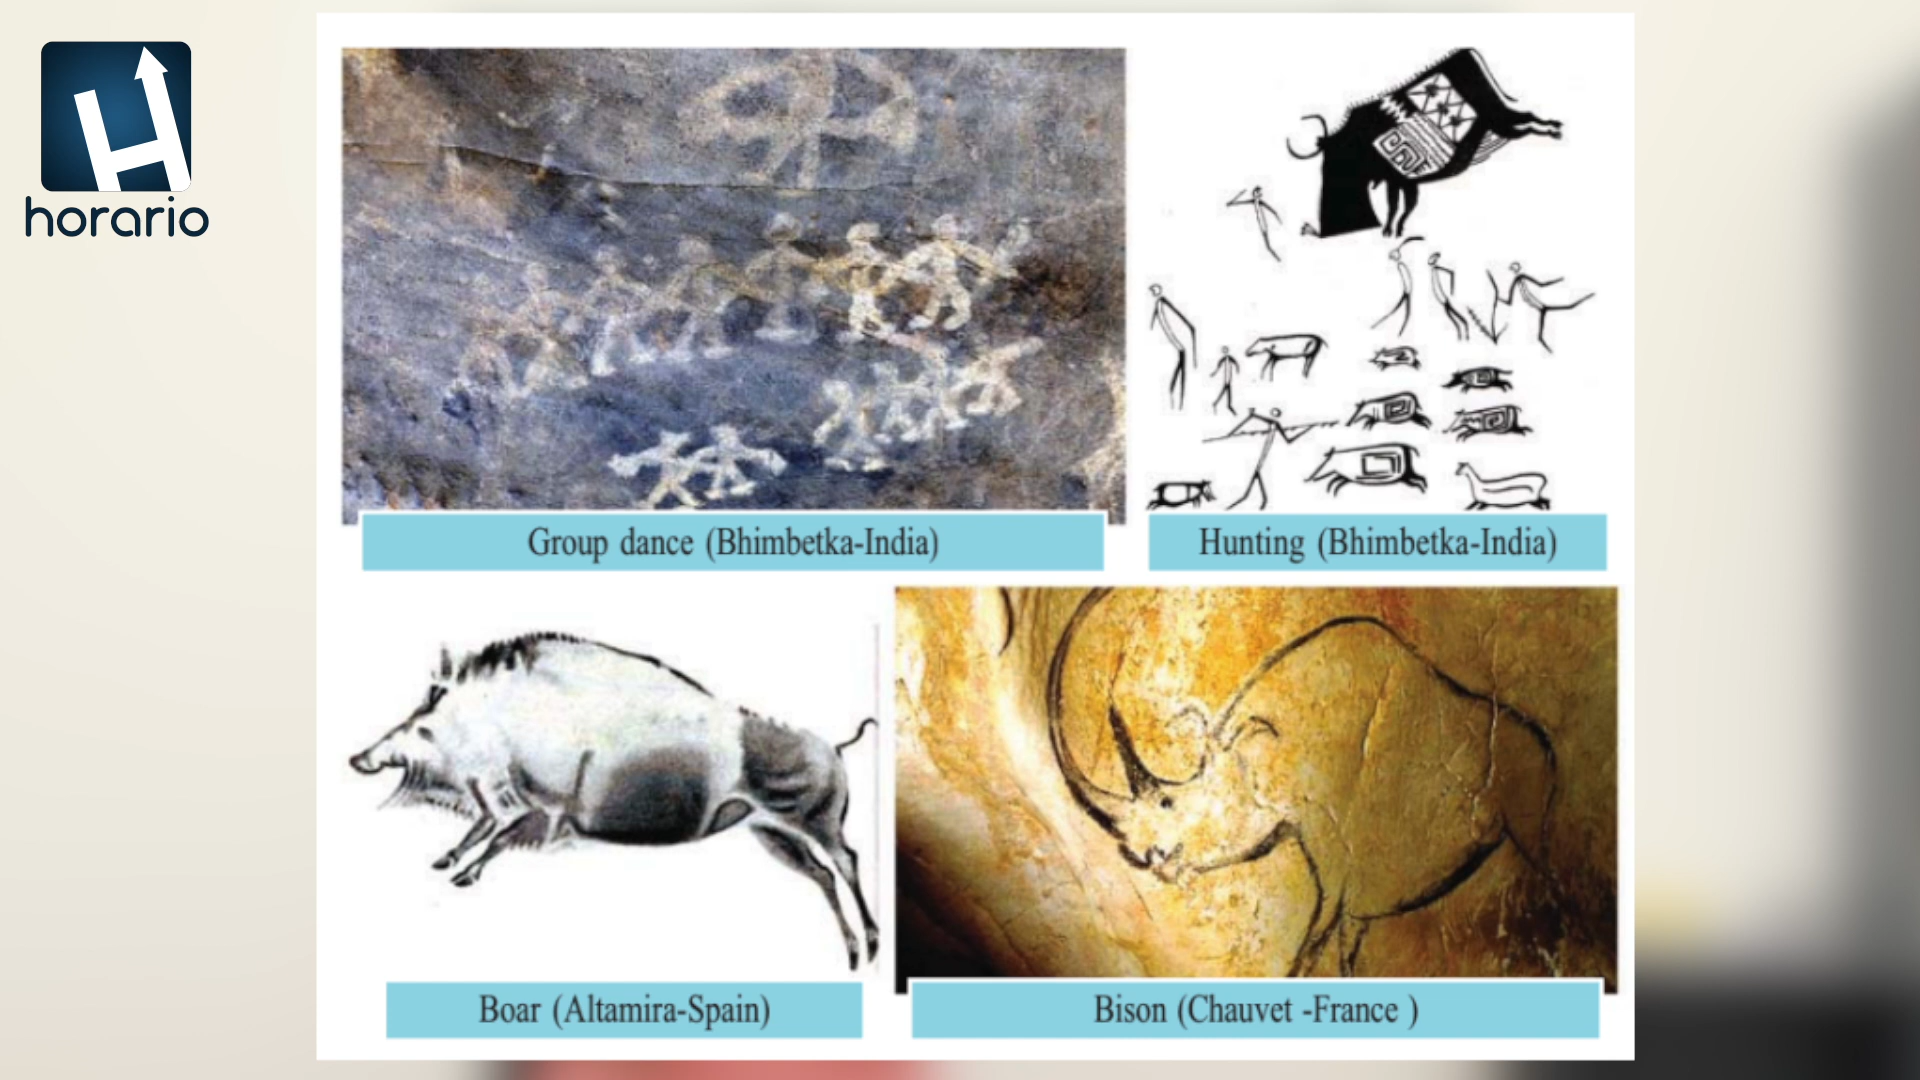 horario
Group dance (Bhimbetka-India)
Hunting (Bhimbetka-India)
Boar (Altamira-Spain)
Bison (Chauvet -France )